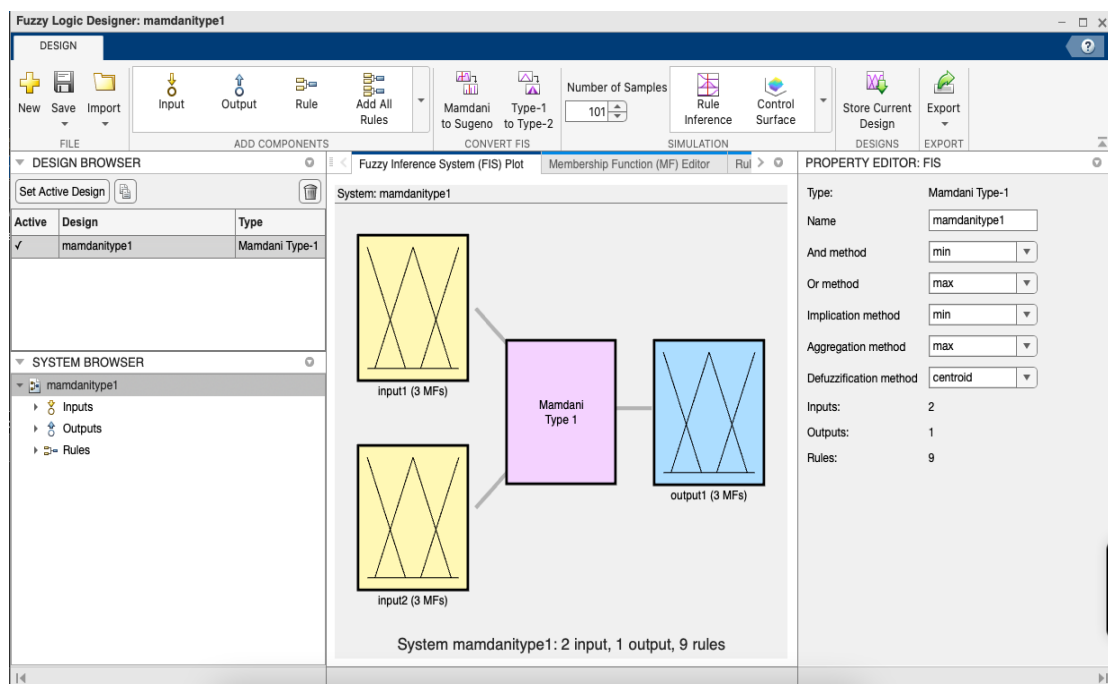 Fuzzy Logic Designer: mamdanitype1
DESIGN
New Save Import
FILE
Input Output Rule Add All Rules
ADD COMPONENTS
Mamdani to Sugeno Type-1 to Type-2
CONVERT FIS
Number of Samples
101
Rule Inference Control Surface
SIMULATION
Store Current Design
DESIGNS
Export
EXPORT
DESIGN BROWSER
Set Active Design
Active Design Type
✓ mamdanitype1 Mamdani Type-1
SYSTEM BROWSER
mamdanitype1
Inputs
Outputs
Rules
Fuzzy Inference System (FIS) Plot Membership Function (MF) Editor Rul
System: mamdanitype1
input1 (3 MFs)
Mamdani
Type 1
output1 (3 MFs)
input2 (3 MFs)
System mamdanitype1: 2 input, 1 output, 9 rules
PROPERTY EDITOR: FIS
Type: Mamdani Type-1
Name mamdanitype1
And method min
Or method max
Implication method min
Aggregation method max
Defuzzification method centroid
Inputs: 2
Outputs: 1
Rules: 9